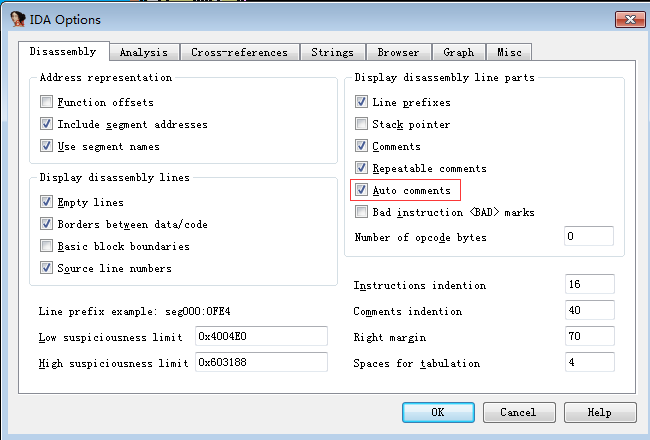 IDA Options
Disassembly Analysis Cross-references Strings Browser Graph Misc
Address representation
Function offsets
Include segment addresses
Use segment names
Display disassembly lines
Empty lines
Borders between data/code
Basic block boundaries
Source line numbers
Line prefix example: seg000:0FE4
Low suspiciousness limit 0x4004E0
High suspiciousness limit 0x603188
Display disassembly line parts
Line prefixes
Stack pointer
Comments
Repeatable comments
Auto comments
Bad instruction <BAD> marks
Number of opcode bytes 0
Instructions indention 16
Comments indention 40
Right margin 70
Spaces for tabulation 4
OK Cancel Help